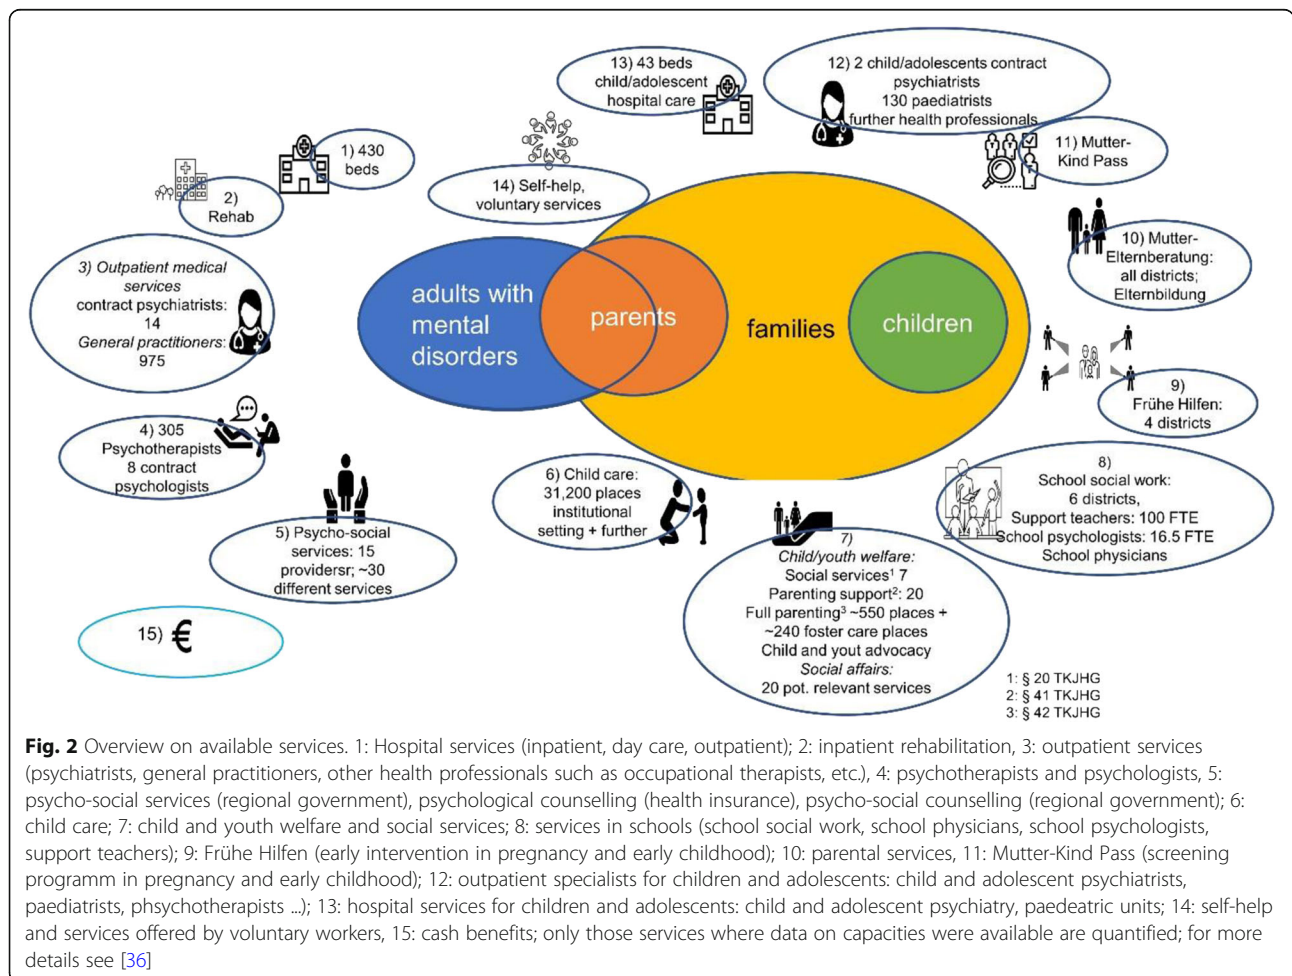 13) 43 beds
child/adolescent
hospital care
12) 2 child/adolescents contract
psychiatrists
130 paediatrists
further health professionals
1) 430
beds
11) Mutter-
Kind Pass
14) Self-help,
voluntary services
2)
Rehab
10) Mutter-
Elternberatung:
all districts;
Elternbildung
3) Outpatient medical
services
contract psychiatrists:
14
General practitioners:
975
adults with
mental
disorders
parents
families
children
9)
Frühe Hilfen:
4 districts
4) 305
Psychotherapists
8 contract
psychologists
6) Child care:
31,200 places
institutional
setting + further
8)
School social work:
6 districts,
Support teachers: 100 FTE
School psychologists: 16.5 FTE
School physicians
5) Psycho-social
services: 15
providersr; ~30
different services
7)
Child/youth welfare:
Social services¹ 7
Parenting support²: 20
Full parenting³ ~550 places +
~240 foster care places
Child and yout advocacy
Social affairs:
20 pot. relevant services
15) €
1: § 20 TKJHG
2: § 41 TKJHG
3: § 42 TKJHG
Fig. 2 Overview on available services. 1: Hospital services (inpatient, day care, outpatient); 2: inpatient rehabilitation, 3: outpatient services
(psychiatrists, general practitioners, other health professionals such as occupational therapists, etc.), 4: psychotherapists and psychologists, 5:
psycho-social services (regional government), psychological counselling (health insurance), psycho-social counselling (regional government); 6:
child care; 7: child and youth welfare and social services; 8: services in schools (school social work, school physicians, school psychologists,
support teachers); 9: Frühe Hilfen (early intervention in pregnancy and early childhood); 10: parental services, 11: Mutter-Kind Pass (screening
programm in pregnancy and early childhood); 12: outpatient specialists for children and adolescents: child and adolescent psychiatrists,
paediatrists, phsychotherapists ...); 13: hospital services for children and adolescents: child and adolescent psychiatry, paedeatric units; 14: self-help
and services offered by voluntary workers, 15: cash benefits; only those services where data on capacities were available are quantified; for more
details see [36]